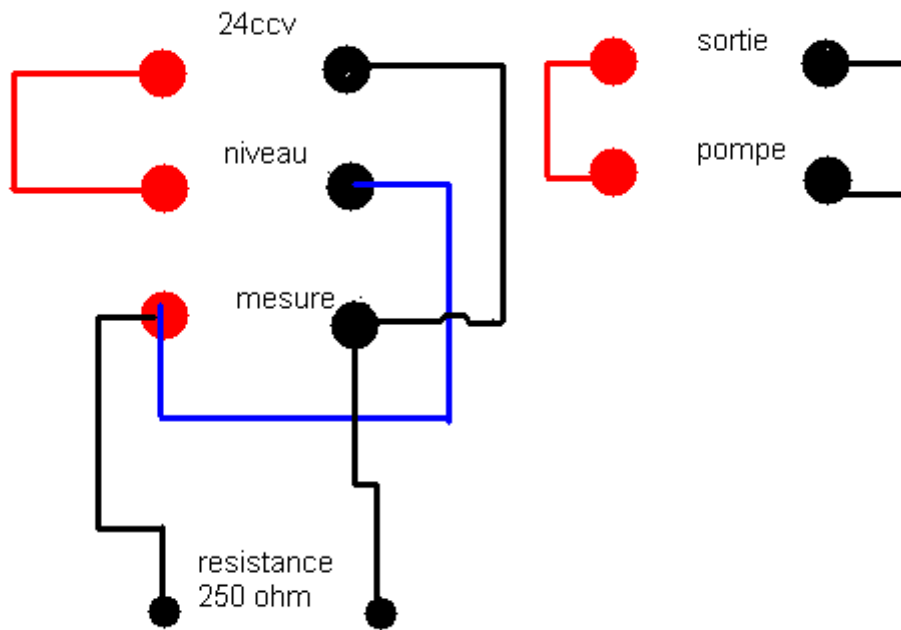 24ccv
sortie
niveau
pompe
mesure
resistance
250 ohm